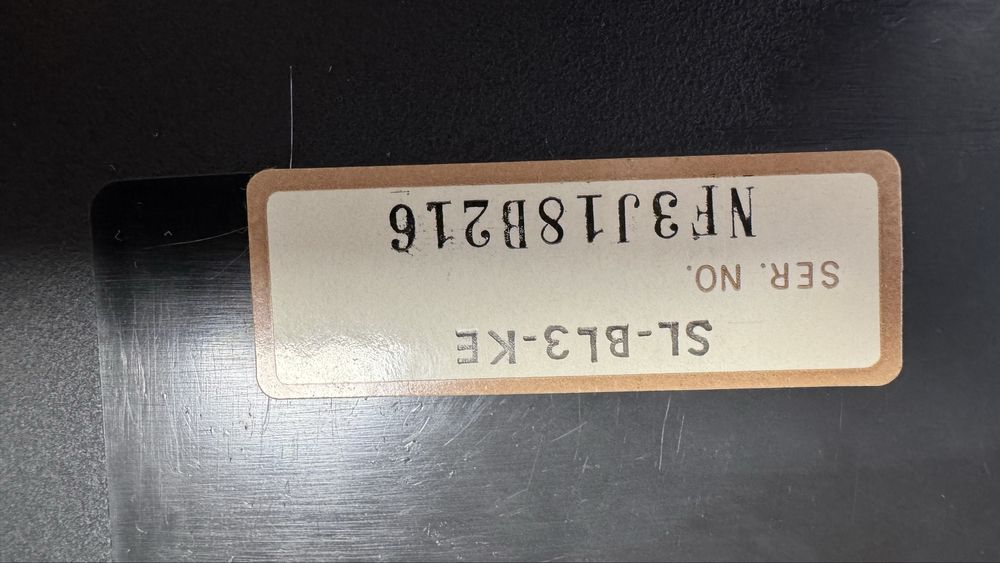 SL-BL3-KE
SER. NO.
NF3J18B216